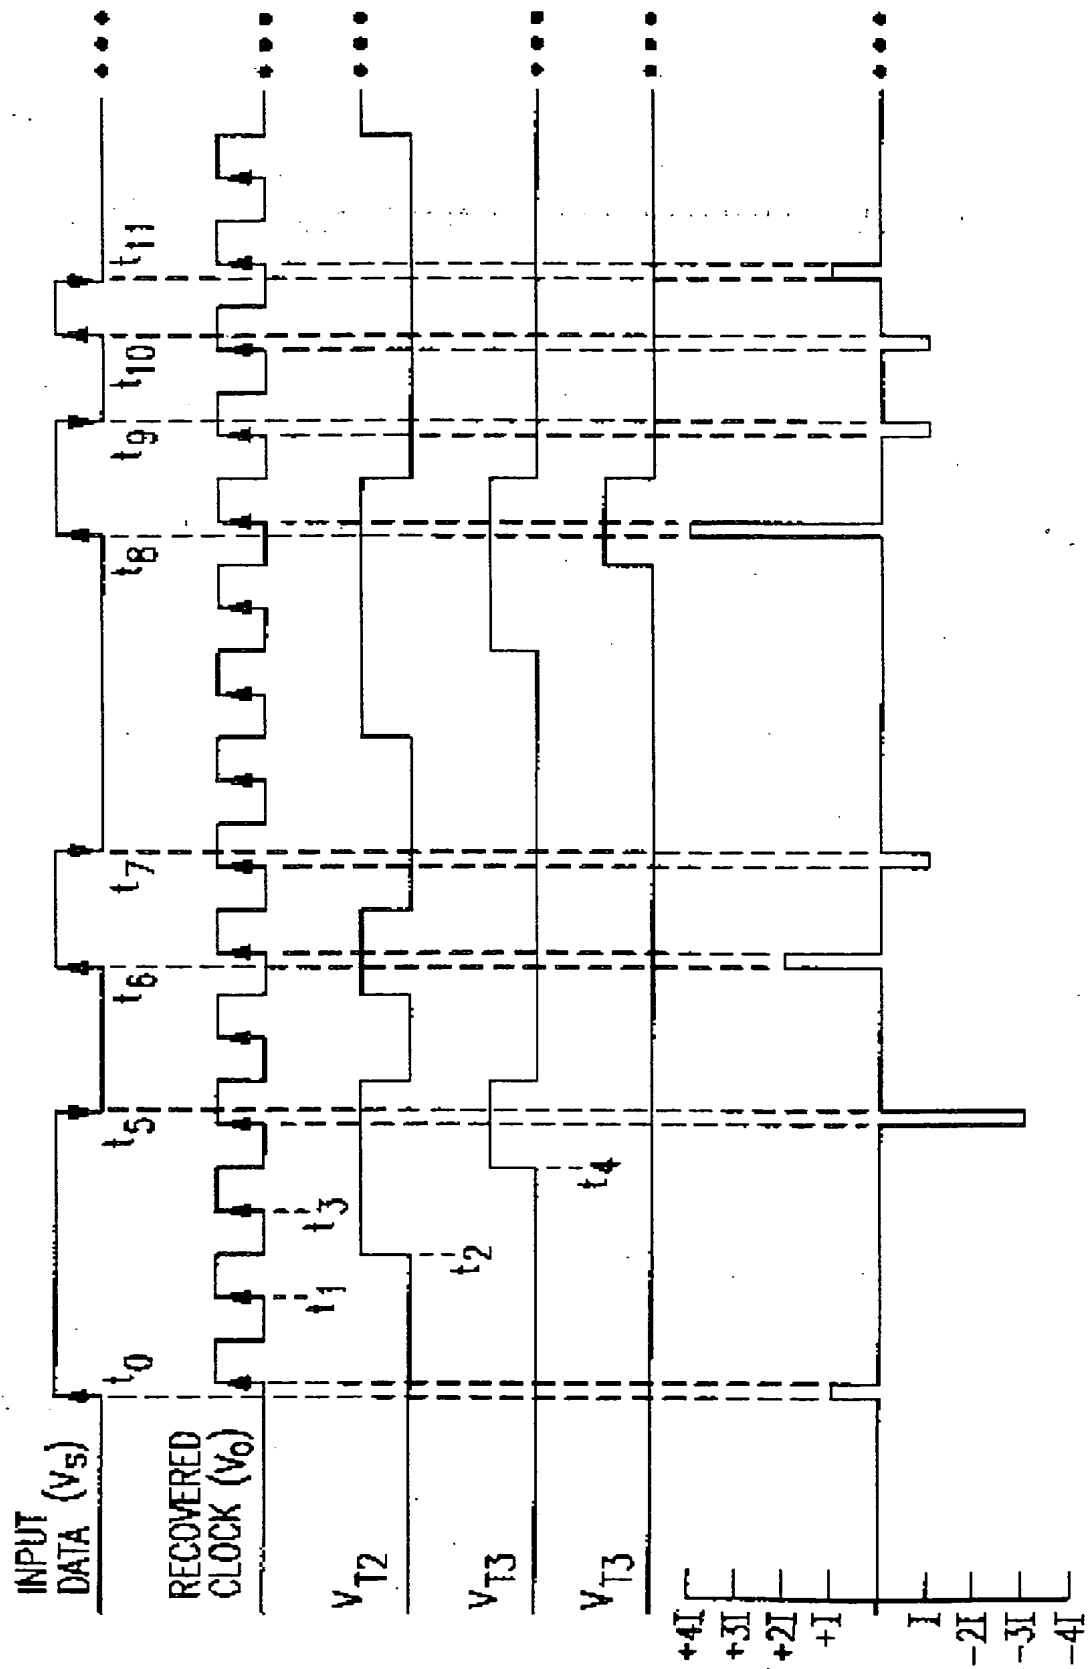 INPUT
DATA (VS)
t0
t5
t6
t7
t8
t9
t10
t11
RECOVERED
CLOCK (VO)
t1
t3
VT2
t2
VT3
t4
VT3
+4I
+3I
+2I
+I
I
-2I
-3I
-4I